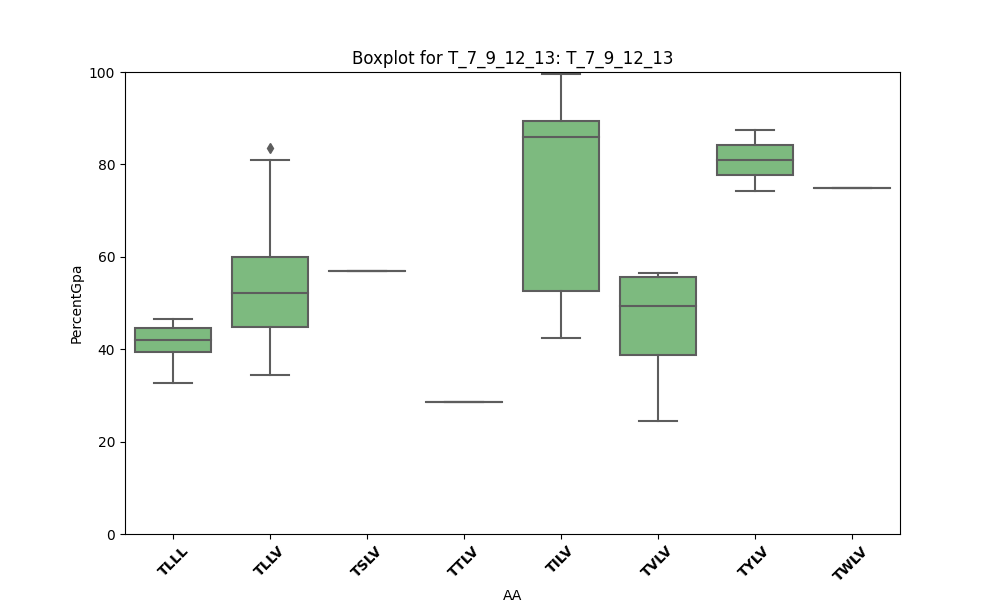 Boxplot for T_7_9_12_13: T_7_9_12_13
100
80
60
40
20
0
PercentGpa
TLLL
TLLV
TSLV
TTLV
TILV
TVLV
TYLV
TWLV
AA